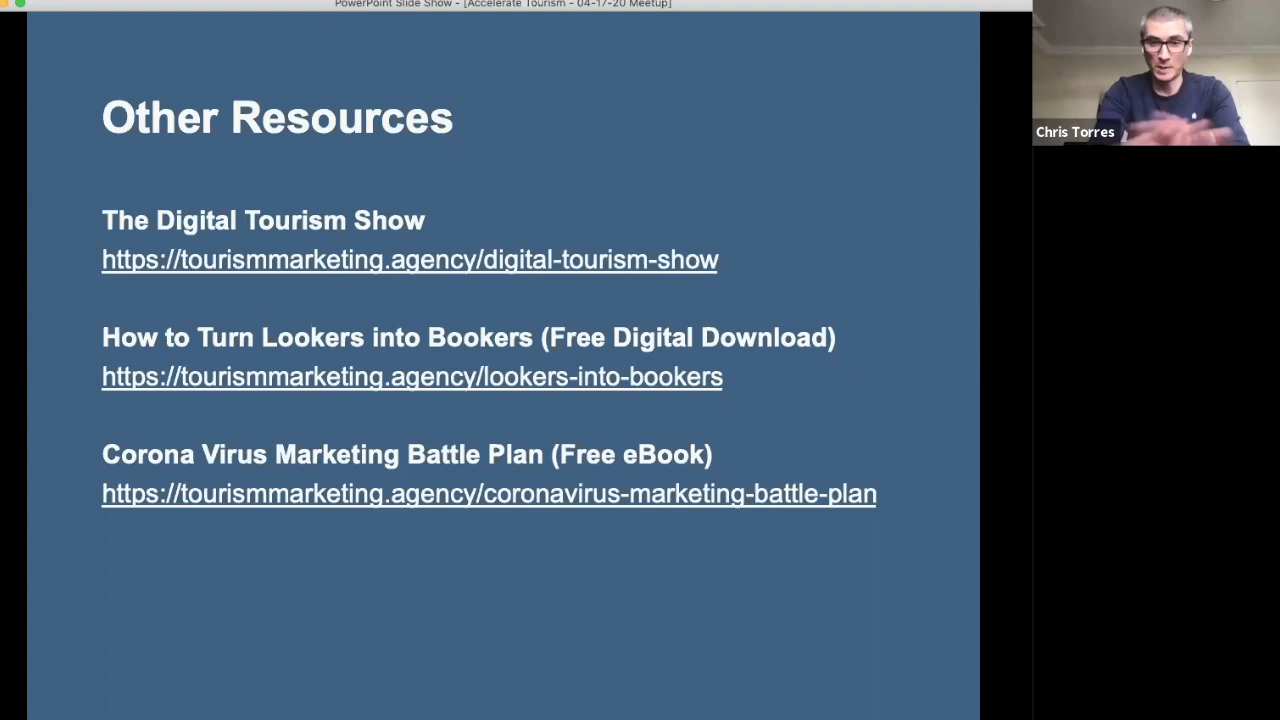 PowerPoint Slide Show - [Accelerate Tourism - 04-17-20 Meetup]
Other Resources
The Digital Tourism Show
https://tourismmarketing.agency/digital-tourism-show
How to Turn Lookers into Bookers (Free Digital Download)
https://tourismmarketing.agency/lookers-into-bookers
Corona Virus Marketing Battle Plan (Free eBook)
https://tourismmarketing.agency/coronavirus-marketing-battle-plan
Chris Torres